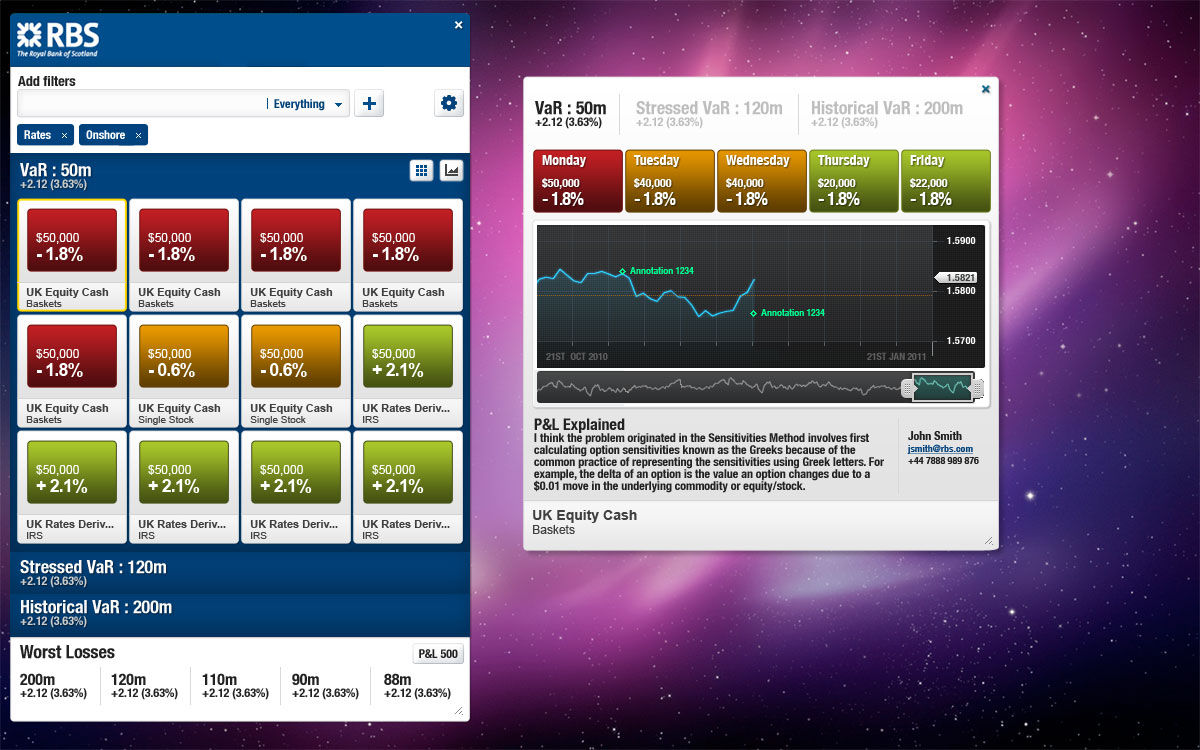 RBS
The Royal Bank of Scotland
Add filters
Everything
Rates ×
Onshore ×
VaR : 50m
+2.12 (3.63%)
$50,000 $50,000 $50,000 $50,000
- 1.8% - 1.8% - 1.8% - 1.8%
UK Equity Cash UK Equity Cash UK Equity Cash UK Equity Cash
Baskets Baskets Baskets Baskets
$50,000 $50,000 $50,000 $50,000
- 1.8% - 0.6% - 0.6% + 2.1%
UK Equity Cash UK Equity Cash UK Equity Cash UK Rates Deriv...
Baskets Single Stock Single Stock IRS
$50,000 $50,000 $50,000 $50,000
+ 2.1% + 2.1% + 2.1% + 2.1%
UK Rates Deriv... UK Rates Deriv... UK Rates Deriv... UK Rates Deriv...
IRS IRS IRS IRS
Stressed VaR : 120m
+2.12 (3.63%)
Historical VaR : 200m
+2.12 (3.63%)
Worst Losses
P&L 500
200m 120m 110m 90m 88m
+2.12 (3.63%) +2.12 (3.63%) +2.12 (3.63%) +2.12 (3.63%) +2.12 (3.63%)
VaR : 50m Stressed VaR : 120m Historical VaR : 200m
+2.12 (3.63%) +2.12 (3.63%) +2.12 (3.63%)
Monday Tuesday Wednesday Thursday Friday
$50,000 $40,000 $40,000 $20,000 $22,000
- 1.8% - 1.8% - 1.8% - 1.8% - 1.8%
1.5900
Annotation 1234
1.5821
1.5800
Annotation 1234
1.5700
21ST OCT 2010 21ST JAN 2011
P&L Explained
I think the problem originated in the Sensitivities Method involves first
calculating option sensitivities known as the Greeks because of the
common practice of representing the sensitivities using Greek letters. For
example, the delta of an option is the value an option changes due to a
$0.01 move in the underlying commodity or equity/stock.
John Smith
jsmith@rbs.com
+44 7888 989 876
UK Equity Cash
Baskets